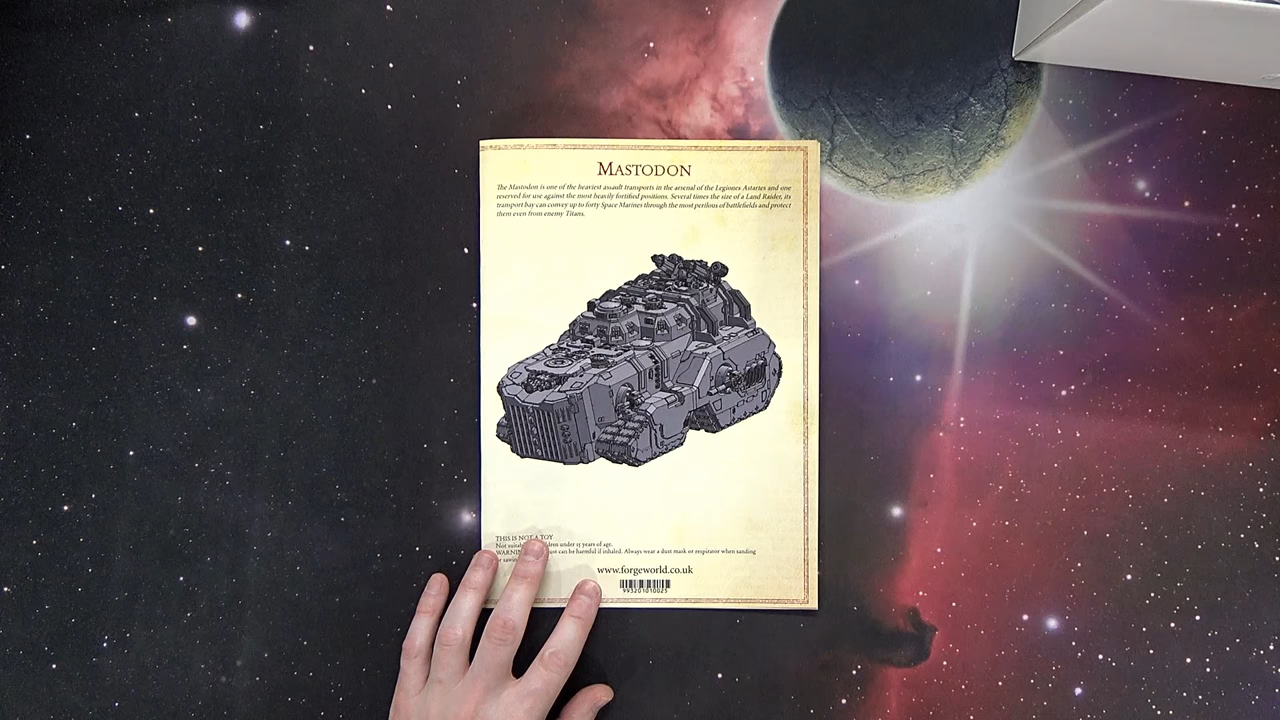 MASTODON
The Mastodon is one of the heaviest assault transports in the arsenal of the Legiones Astartes and one
reserved for use against the most heavily fortified positions. Several times the size of a Land Raider, its
transport bay can convey up to forty Space Marines through the most perilous of battlefields and protect
them even from enemy Titans.
THIS IS NOT A TOY
Not under 15 years of age.
can be harmful if inhaled. Always wear a dust mask or respirator when sanding
or
www.forgeworld.co.uk
993201010025